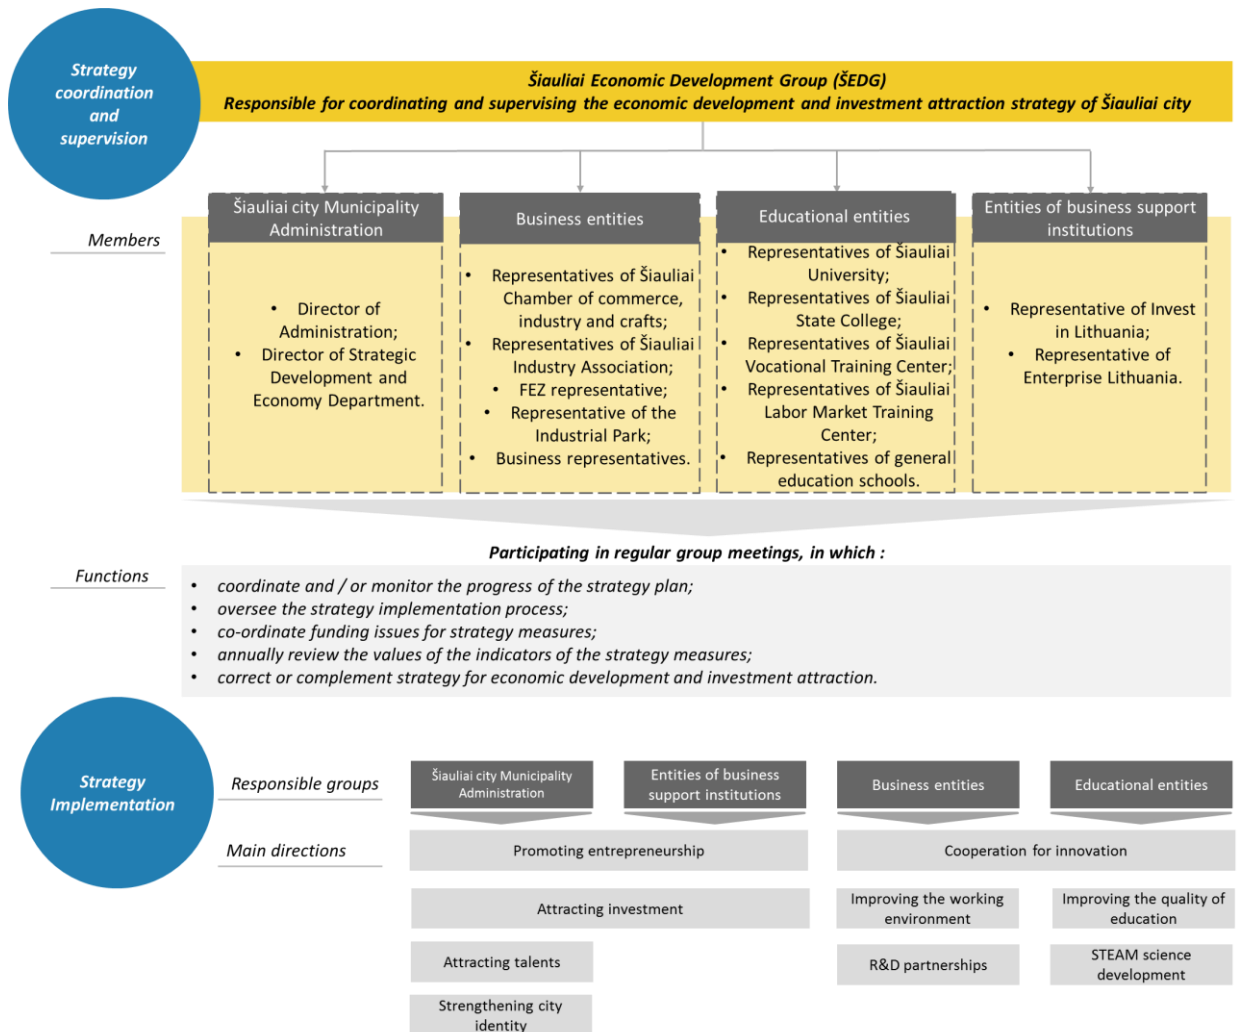 Strategy
coordination
and
supervision
Šiauliai Economic Development Group (ŠEDG)
Responsible for coordinating and supervising the economic development and investment attraction strategy of Šiauliai city
Members
Šiauliai city Municipality
Administration
• Director of
Administration;
• Director of Strategic
Development and
Economy Department.
Business entities
• Representatives of Šiauliai
Chamber of commerce,
industry and crafts;
• Representatives of Šiauliai
Industry Association;
• FEZ representative;
• Representative of the
Industrial Park;
• Business representatives.
Educational entities
• Representatives of Šiauliai
University;
• Representatives of Šiauliai
State College;
• Representatives of Šiauliai
Vocational Training Center;
• Representatives of Šiauliai
Labor Market Training
Center;
• Representatives of general
education schools.
Entities of business support
institutions
• Representative of Invest
in Lithuania;
• Representative of
Enterprise Lithuania.
Participating in regular group meetings, in which :
Functions
• coordinate and / or monitor the progress of the strategy plan;
• oversee the strategy implementation process;
• co-ordinate funding issues for strategy measures;
• annually review the values of the indicators of the strategy measures;
• correct or complement strategy for economic development and investment attraction.
Strategy
Implementation
Responsible groups
Šiauliai city Municipality
Administration
Entities of business
support institutions
Business entities
Educational entities
Main directions
Promoting entrepreneurship
Cooperation for innovation
Attracting investment
Improving the working
environment
Improving the quality of
education
Attracting talents
R&D partnerships
STEAM science
development
Strengthening city
identity